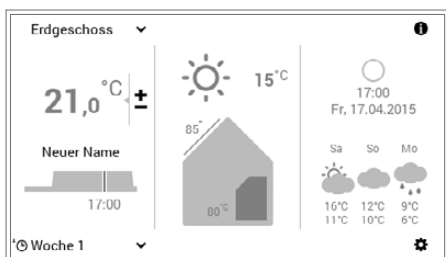 Erdgeschoss
21,0°C ±
Neuer Name
17:00
Woche 1
15°C
85°
80°C
17:00
Fr, 17.04.2015
Sa So Mo
16°C 12°C 9°C
11°C 10°C 6°C